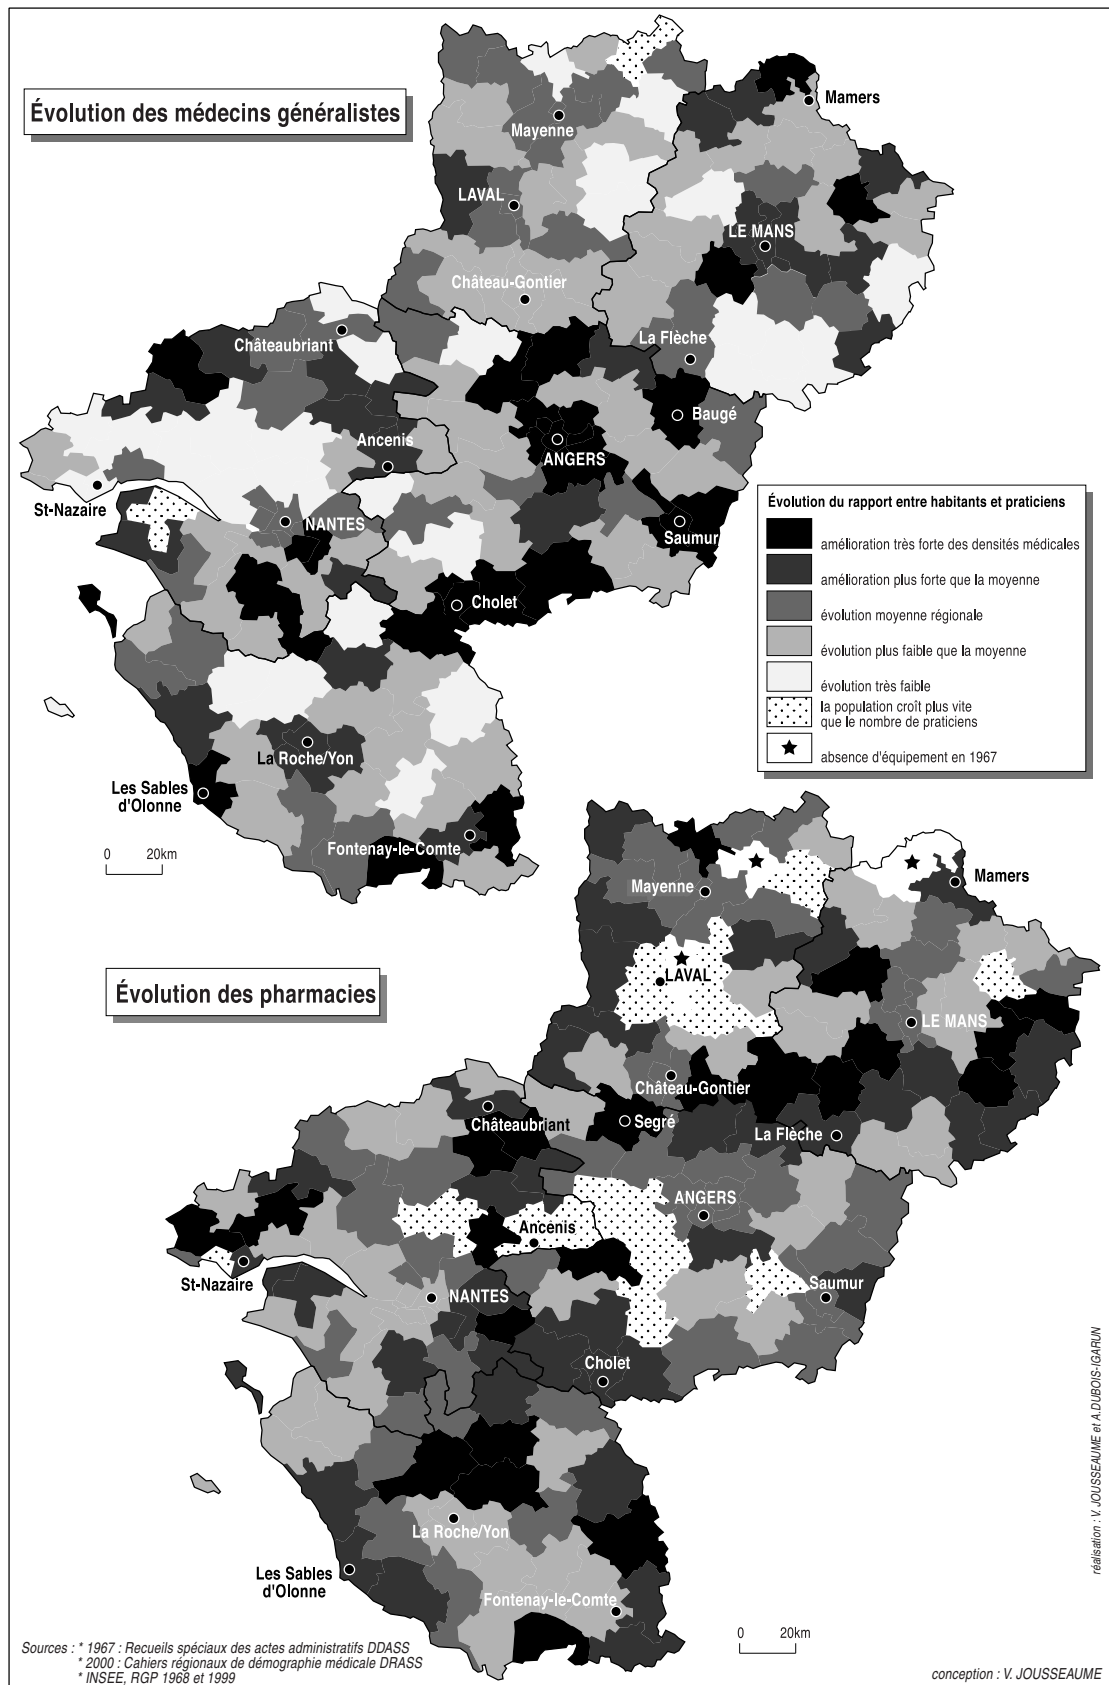 Évolution des médecins généralistes
Mamers
Mayenne
LAVAL
LE MANS
Château-Gontier
Châteaubriant
La Flèche
Baugé
Ancenis
ANGERS
St-Nazaire
NANTES
Saumur
Cholet
La Roche/Yon
Les Sables
d'Olonne
Fontenay-le-Comte
0 20km
Évolution du rapport entre habitants et praticiens
amélioration très forte des densités médicales
amélioration plus forte que la moyenne
évolution moyenne régionale
évolution plus faible que la moyenne
évolution très faible
la population croît plus vite
que le nombre de praticiens
absence d'équipement en 1967
Évolution des pharmacies
Mayenne
Mamers
LAVAL
LE MANS
Château-Gontier
Châteaubriant
Segré
La Flèche
ANGERS
Ancenis
St-Nazaire
NANTES
Saumur
Cholet
La Roche/Yon
Les Sables
d'Olonne
Fontenay-le-Comte
0 20km
Sources : * 1967 : Recueils spéciaux des actes administratifs DDASS
* 2000 : Cahiers régionaux de démographie médicale DRASS
* INSEE, RGP 1968 et 1999
conception : V. JOUSSEAUME
réalisation : V. JOUSSEAUME et A.DUBOIS-IGARUN